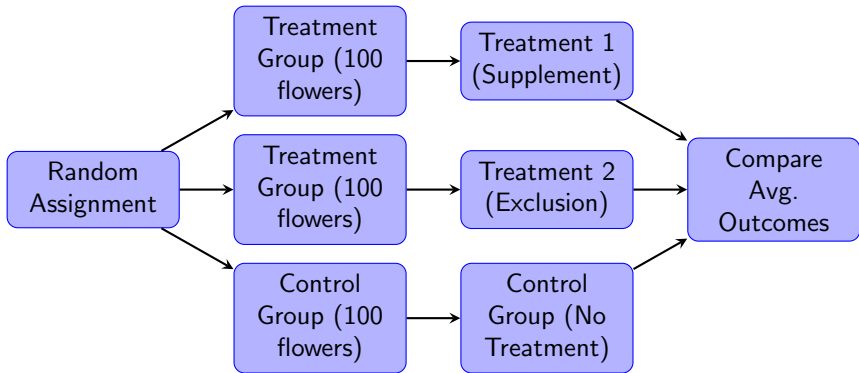 Random
Assignment
Treatment
Group (100
flowers)
Treatment 1
(Supplement)
Treatment
Group (100
flowers)
Treatment 2
(Exclusion)
Control
Group (100
flowers)
Control
Group (No
Treatment)
Compare
Avg.
Outcomes